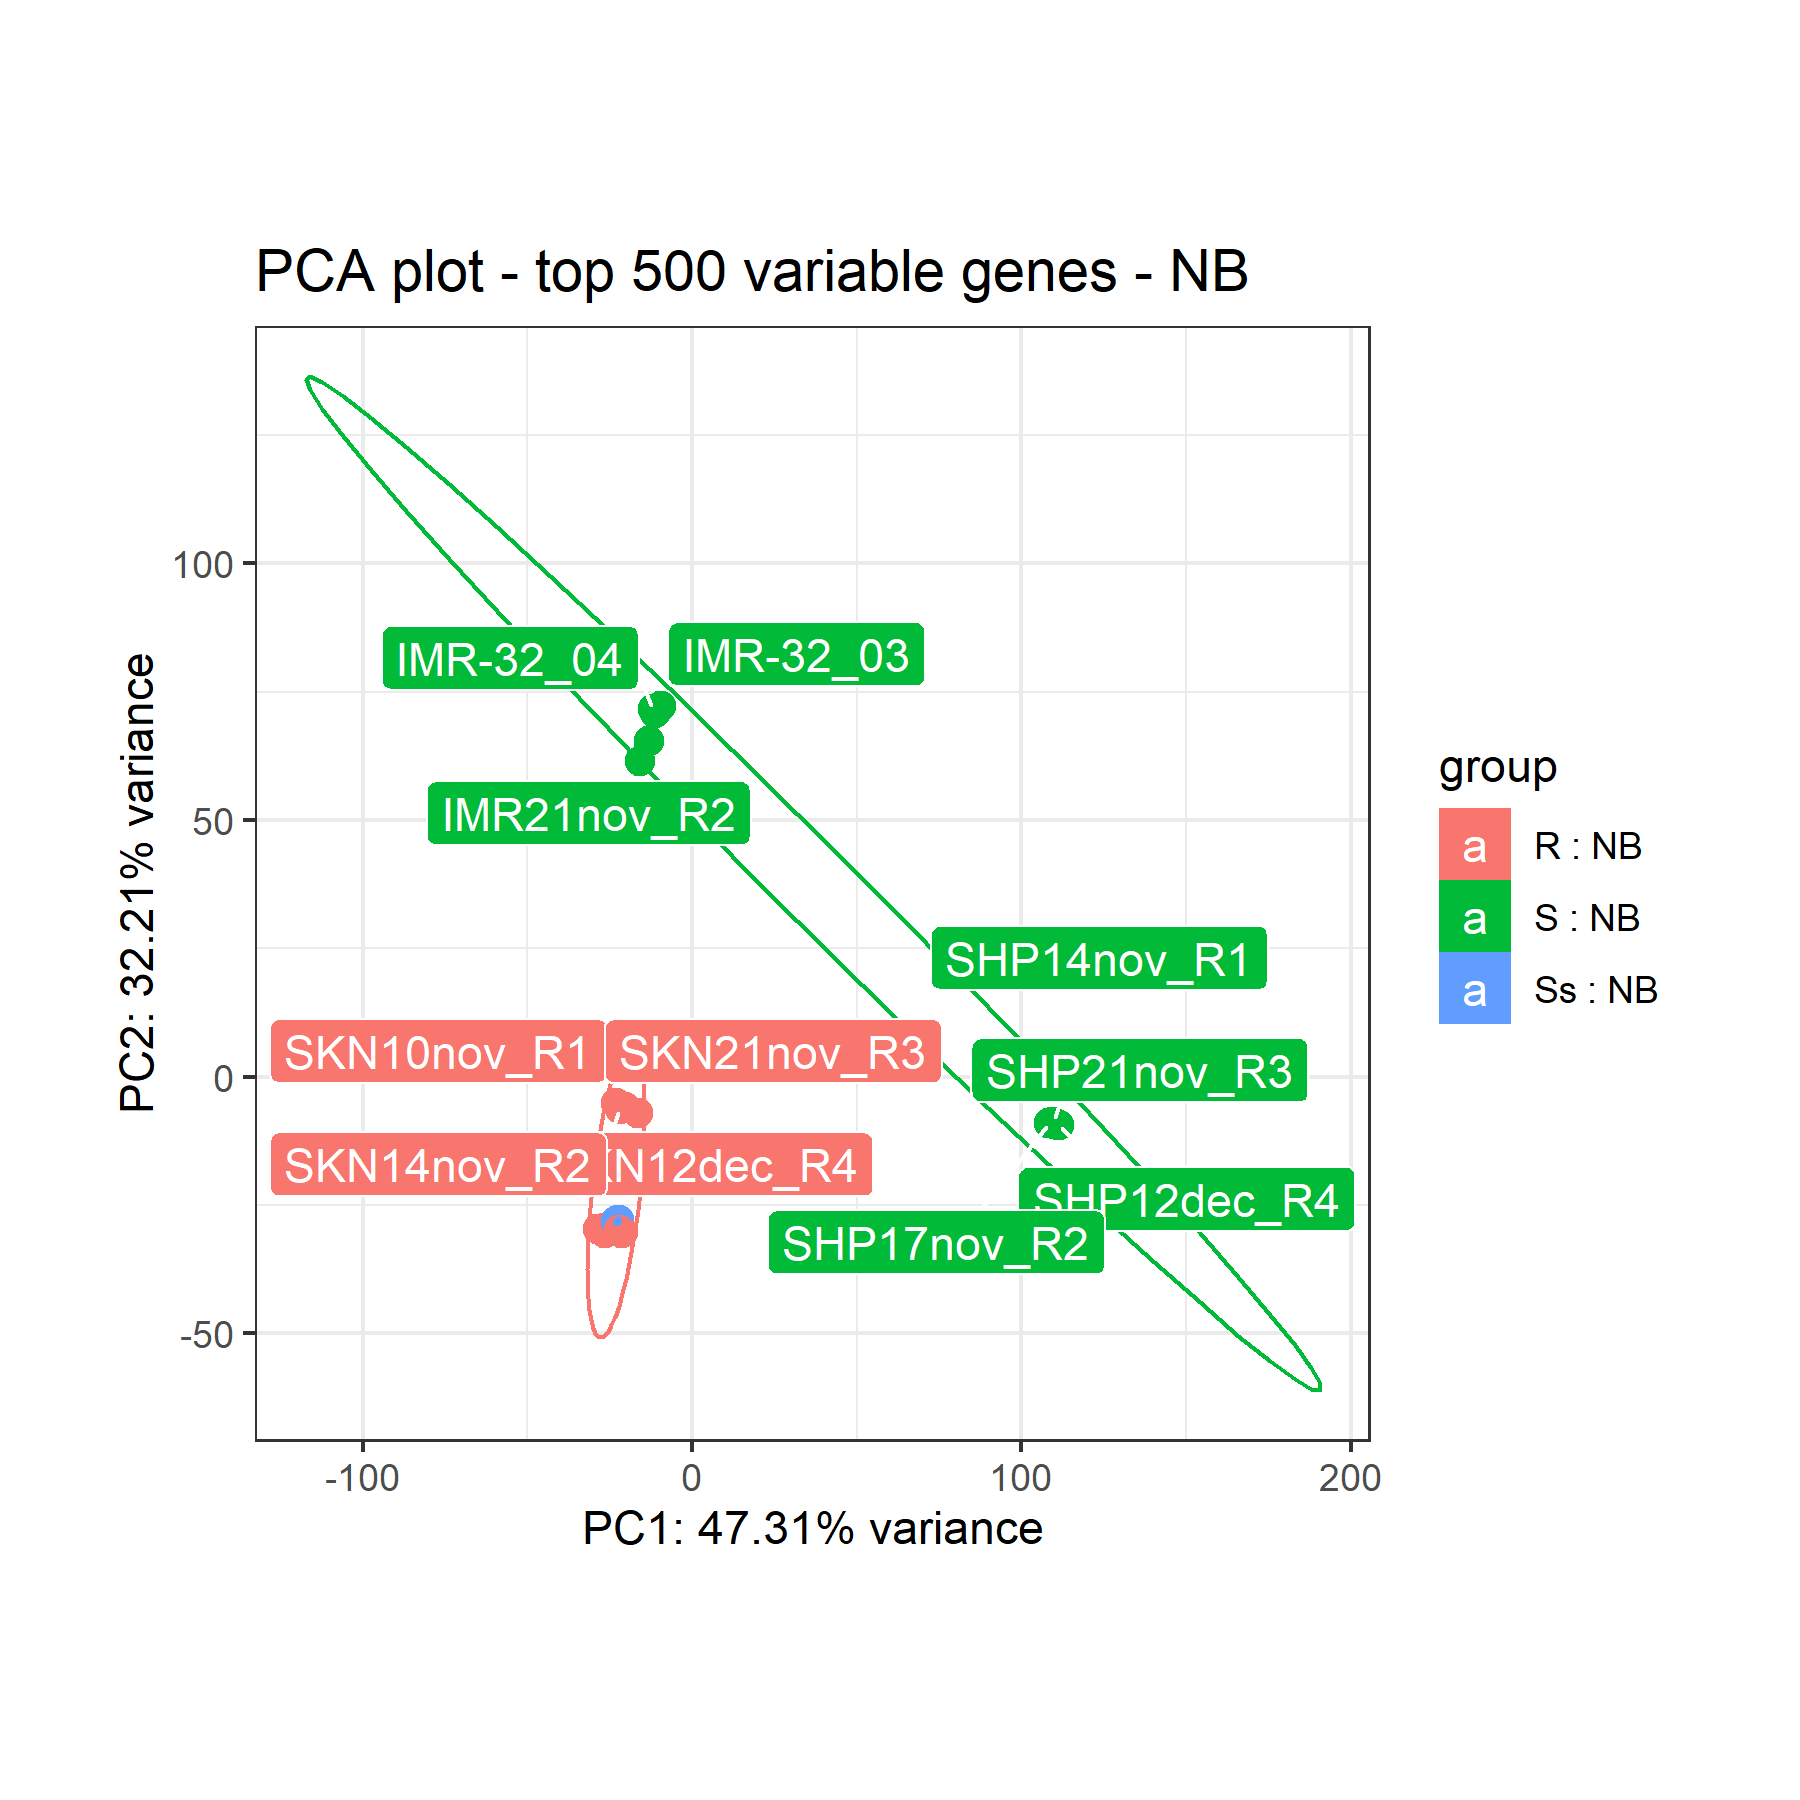 PCA plot - top 500 variable genes - NB
PC2: 32.21% variance
100
50
0
-50
IMR-32_04
IMR-32_03
IMR21nov_R2
SHP14nov_R1
SKN10nov_R1
SKN21nov_R3
SHP21nov_R3
SKN14nov_R2
KN12dec_R4
SHP12dec_R4
SHP17nov_R2
-100
0
100
200
PC1: 47.31% variance
group
a R : NB
a S : NB
a Ss : NB